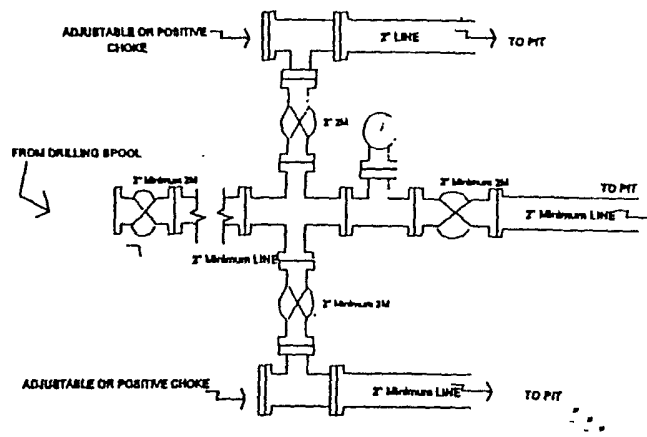 ADJUSTABLE OR POSITIVE
CHOKE
2" LINE
TO PIT
2" 2M
FROM DRILLING SPOOL
2" Minimum 2M
2" Minimum 2M
TO PIT
2" Minimum LINE
2" Minimum LINE
2" Minimum 2M
ADJUSTABLE OR POSITIVE CHOKE
2" Minimum LINE
TO PIT